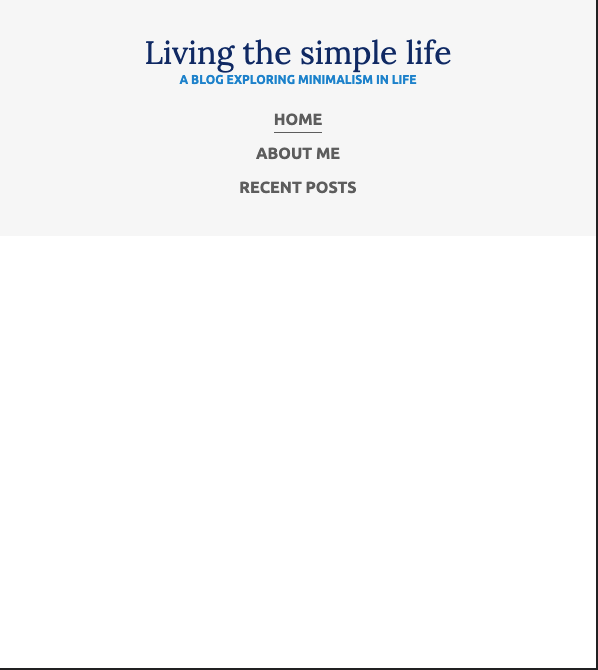 Living the simple life
A BLOG EXPLORING MINIMALISM IN LIFE
HOME
ABOUT ME
RECENT POSTS